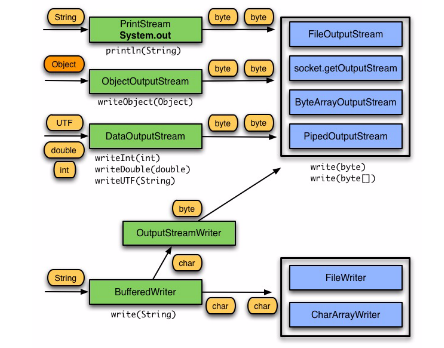 String
PrintStream
System.out
byte
byte
println(String)
Object
ObjectOutputStream
byte
byte
writeObject(Object)
UTF
double
int
DataOutputStream
byte
byte
writeInt(int)
writeDouble(double)
writeUTF(String)
FileOutputStream
socket.getOutputStream
ByteArrayOutputStream
PipedOutputStream
write(byte)
write(byte[])
byte
OutputStreamWriter
char
String
BufferedWriter
write(String)
char
char
FileWriter
CharArrayWriter